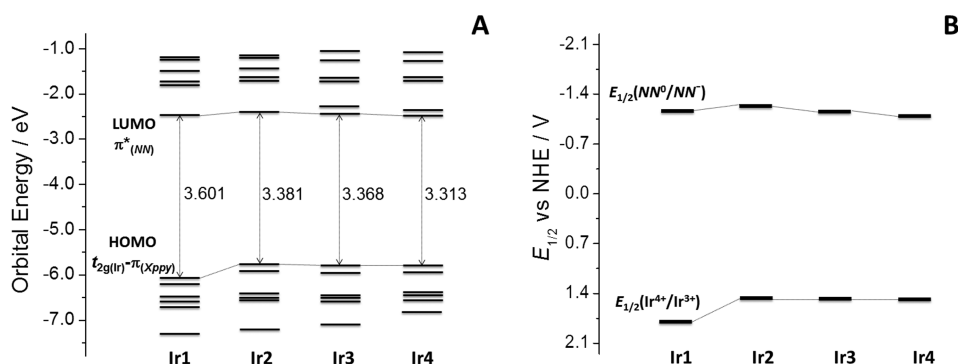 A
-1.0
-2.0
-3.0
-4.0
-5.0
-6.0
-7.0
Orbital Energy / eV
LUMO
π*(NN)
3.601
3.381
3.368
3.313
HOMO
t2g(Ir)-π(Xppy)
Ir1 Ir2 Ir3 Ir4
B
-2.1
-1.4
-0.7
0.0
0.7
1.4
2.1
E1/2 vs NHE / V
E1/2(NN0/NN-)
E1/2(Ir4+/Ir3+)
Ir1 Ir2 Ir3 Ir4